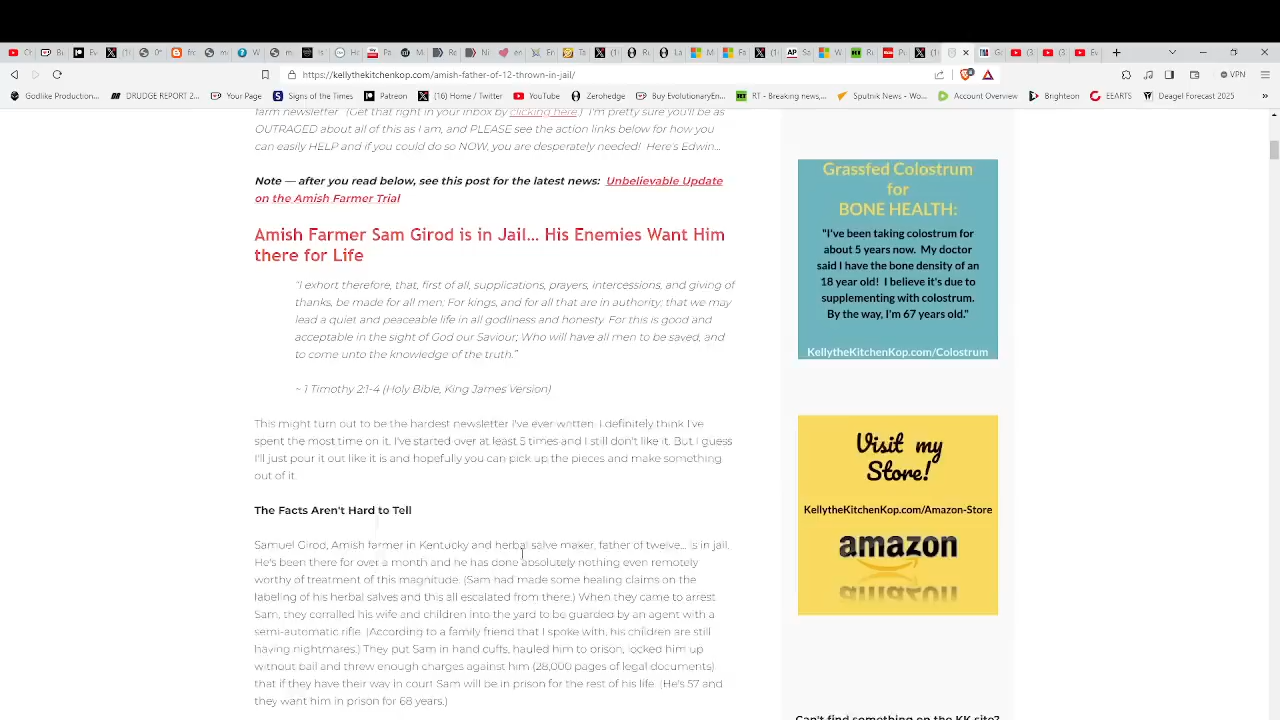 https://kellythekitchenkop.com/amish-father-of-12-thrown-in-jail/
VPN
Godlike Production...
DRUDGE REPORT 2...
Your Page
Signs of the Times
Patreon
(1) Home / Twitter
YouTube
Zerohedge
Buy EvolutionaryEn...
RT - Breaking news,...
Sputnik News - Wo...
Account Overview
Brighteon
EEARTS
Deagel Forecast2...
farm newsletter (Get that right in your inbox by clicking here.) I'm pretty sure you'll be as
OUTRAGED about all of this as I am, and PLEASE see the action links below for how you
can easily HELP and if you could do so NOW, you are desperately needed! Here's Edwin...
Note — after you read below, see this post for the latest news: Unbelievable Update
on the Amish Farmer Trial
Amish Farmer Sam Girod is in Jail... His Enemies Want Him
there for Life
"I exhort therefore, that, first of all, supplications, prayers, intercessions, and giving of
thanks, be made for all men; For kings, and for all that are in authority; that we may
lead a quiet and peaceable life in all godliness and honesty. For this is good and
acceptable in the sight of God our Saviour; Who will have all men to be saved, and
to come unto the knowledge of the truth."
~ 1 Timothy 2:1-4 (Holy Bible, King James Version)
This might turn out to be the hardest newsletter I've ever written. I definitely think I've
spent the most time on it. I've started over at least 5 times and I still don't like it. But I guess
I'll just pour it out like it is and hopefully you can pick up the pieces and make something
out of it.
The Facts Aren't Hard to Tell
Samuel Girod, Amish farmer in Kentucky and herbal salve maker, father of twelve... is in jail.
He's been there for over a month and he has done absolutely nothing even remotely
worthy of treatment of this magnitude. (Sam had made some healing claims on the
labeling of his herbal salves and this all escalated from there.) When they came to arrest
Sam, they corralled his wife and children into the yard to be guarded by an agent with a
semi-automatic rifle. (According to a family friend that I spoke with, his children are still
having nightmares.) They put Sam in hand cuffs, hauled him to prison, locked him up
without bail and threw enough charges against him (28,000 pages of legal documents)
that if they have their way in court Sam will be in prison for the rest of his life. (He's 57 and
they want him in prison for 68 years.)
Grassfed Colostrum
for
BONE HEALTH:
"I've been taking colostrum for
about 5 years now. My doctor
said I have the bone density of an
18 year old! I believe it's due to
supplementing with colostrum.
By the way, I'm 67 years old."
KellytheKitchenKop.com/Colostrum
Visit my
Store!
KellytheKitchenKop.com/Amazon-Store
amazon
Can't find something on the KK site?